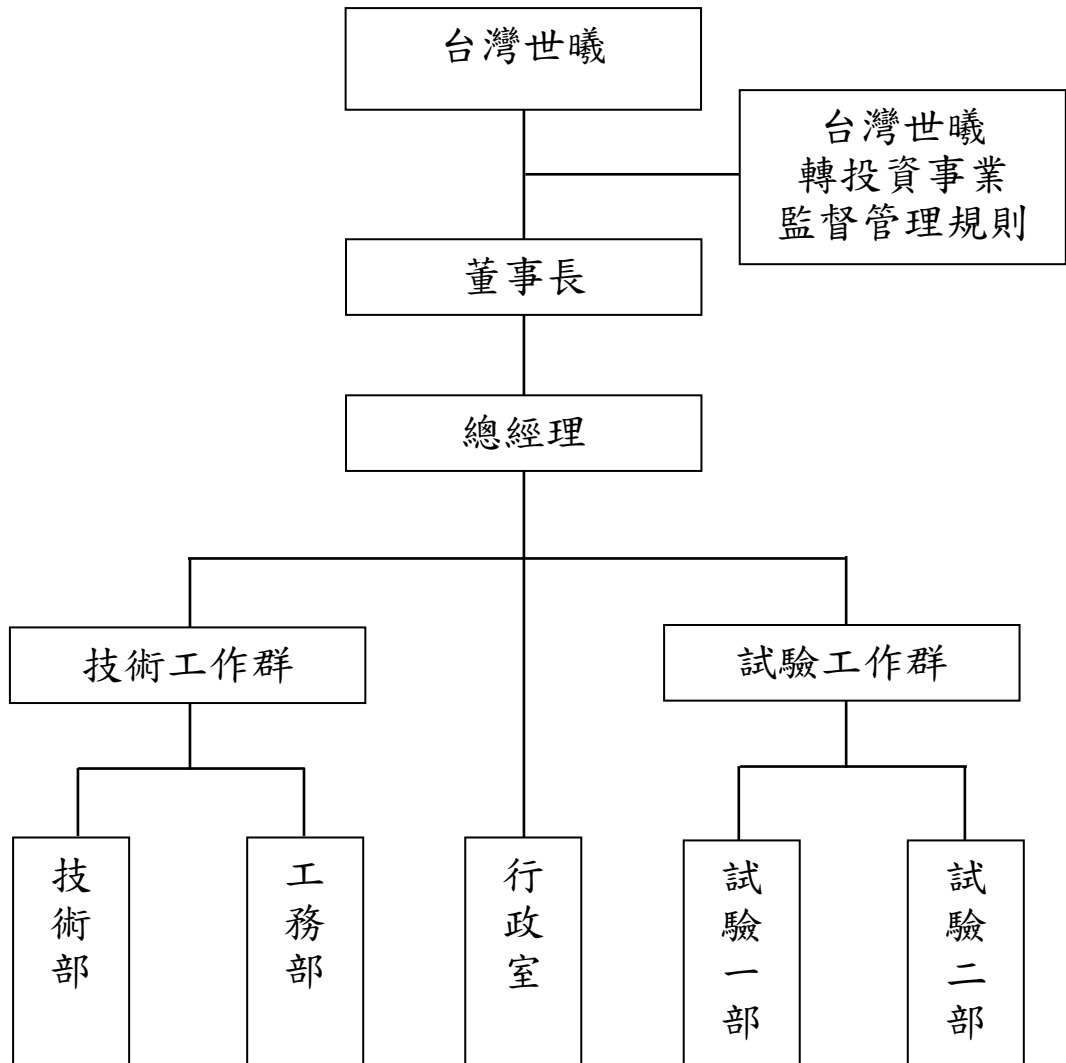 台灣世曦
台灣世曦
轉投資事業
監督管理規則
董事長
總經理
技術工作群
試驗工作群
技術部
工務部
行政室
試驗一部
試驗二部